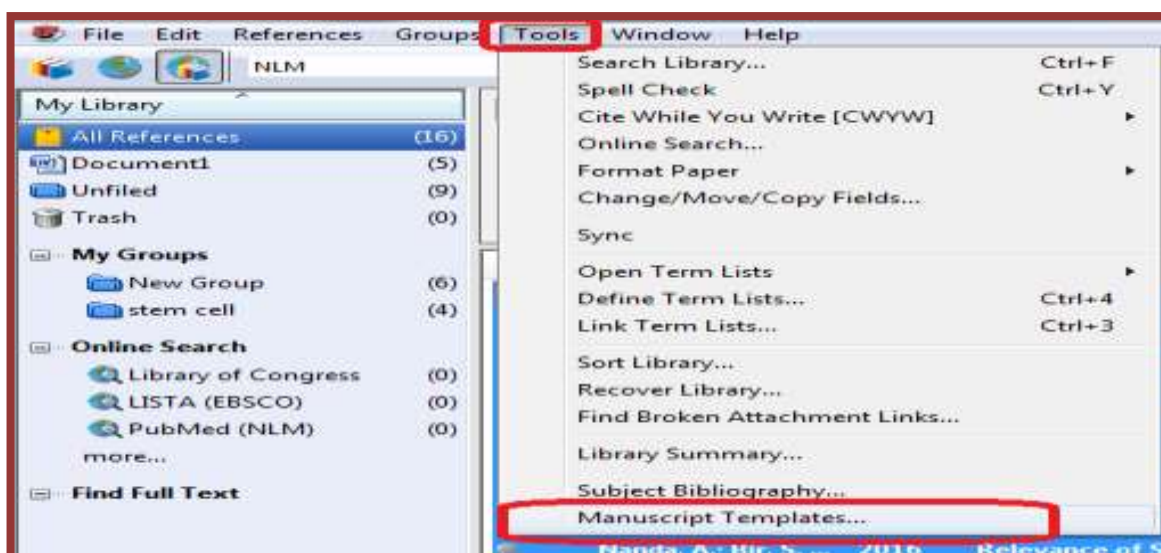 File Edit References Groups Tools Window Help
NLM
My Library
All References (16)
Document1 (5)
Unfiled (9)
Trash (0)
My Groups
New Group (6)
stem cell (4)
Online Search
Library of Congress (0)
LISTA (EBSCO) (0)
PubMed (NLM) (0)
more...
Find Full Text
Search Library... Ctrl+F
Spell Check Ctrl+Y
Cite While You Write [CWYW]
Online Search...
Format Paper
Change/Move/Copy Fields...
Sync
Open Term Lists
Define Term Lists... Ctrl+4
Link Term Lists... Ctrl+3
Sort Library...
Recover Library...
Find Broken Attachment Links...
Library Summary...
Subject Bibliography...
Manuscript Templates...
Nanda, A.; Bir, S. ... 2016 Relevance of S